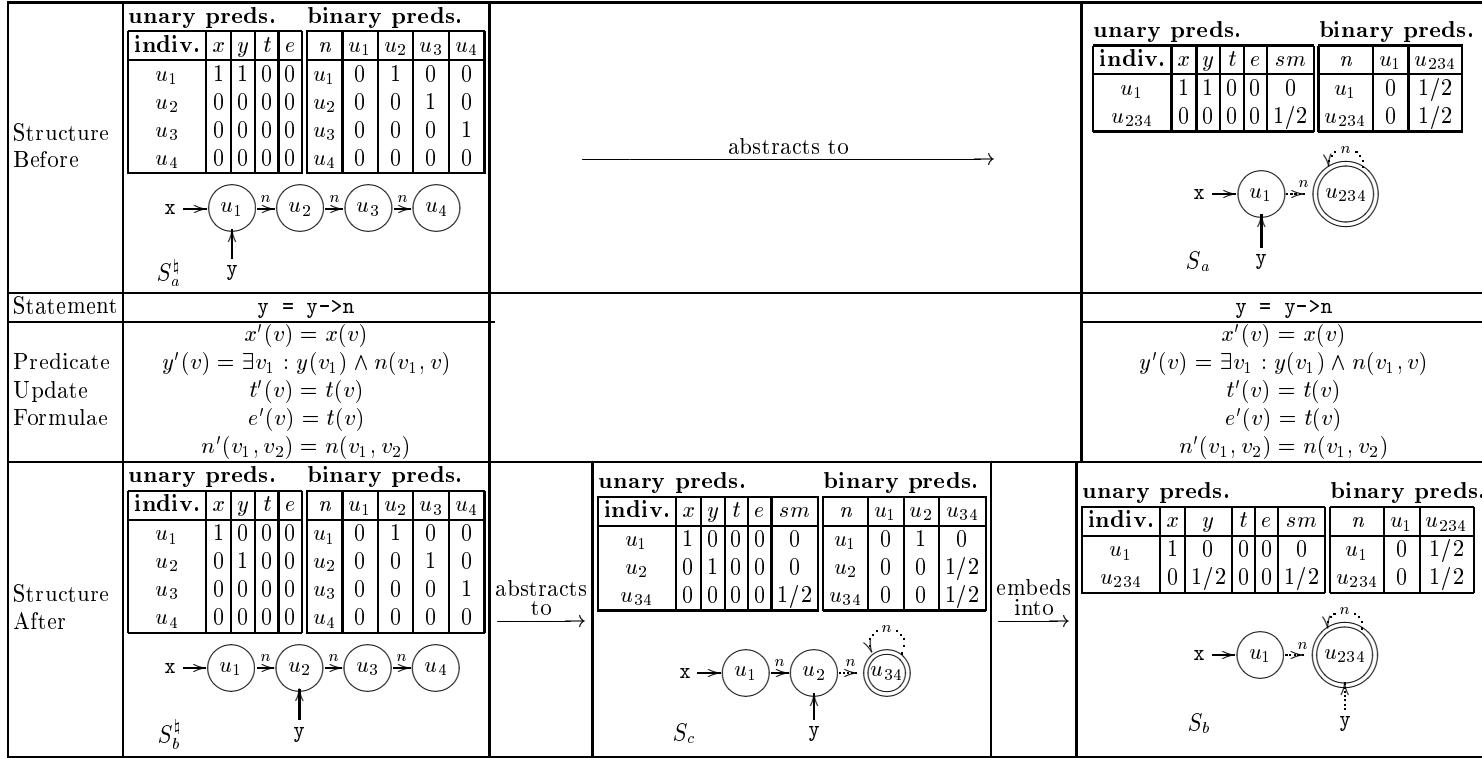 unary preds. binary preds.
indiv. x y t e n u1 u2 u3 u4
u1 1 1 0 0 u1 0 1 0 0
u2 0 0 0 0 u2 0 0 1 0
u3 0 0 0 0 u3 0 0 0 1
u4 0 0 0 0 u4 0 0 0 0
Structure
Before
x u1 n u2 n u3 n u4
y
S♮a
abstracts to
unary preds. binary preds.
indiv. x y t e sm n u1 u234
u1 1 1 0 0 0 u1 0 1/2
u234 0 0 0 0 1/2 u234 0 1/2
n
x u1 n u234
y
Sa
Statement y = y->n y = y->n
Predicate
Update
Formulae
x′(v) = x(v)
y′(v) = ∃v1 : y(v1) ∧ n(v1, v)
t′(v) = t(v)
e′(v) = t(v)
n′(v1, v2) = n(v1, v2)
x′(v) = x(v)
y′(v) = ∃v1 : y(v1) ∧ n(v1, v)
t′(v) = t(v)
e′(v) = t(v)
n′(v1, v2) = n(v1, v2)
Structure
After
unary preds. binary preds.
indiv. x y t e n u1 u2 u3 u4
u1 1 0 0 0 u1 0 1 0 0
u2 0 1 0 0 u2 0 0 1 0
u3 0 0 0 0 u3 0 0 0 1
u4 0 0 0 0 u4 0 0 0 0
x u1 n u2 n u3 n u4
y
S♮b
abstracts
to
unary preds. binary preds.
indiv. x y t e sm n u1 u2 u34
u1 1 0 0 0 0 u1 0 1 0
u2 0 1 0 0 0 u2 0 0 1/2
u34 0 0 0 0 1/2 u34 0 0 1/2
n
x u1 n u2 n u34
y
Sc
embeds
into
unary preds. binary preds.
indiv. x y t e sm n u1 u234
u1 1 0 0 0 0 u1 0 1/2
u234 0 1/2 0 0 1/2 u234 0 1/2
n
x u1 n u234
y
Sb